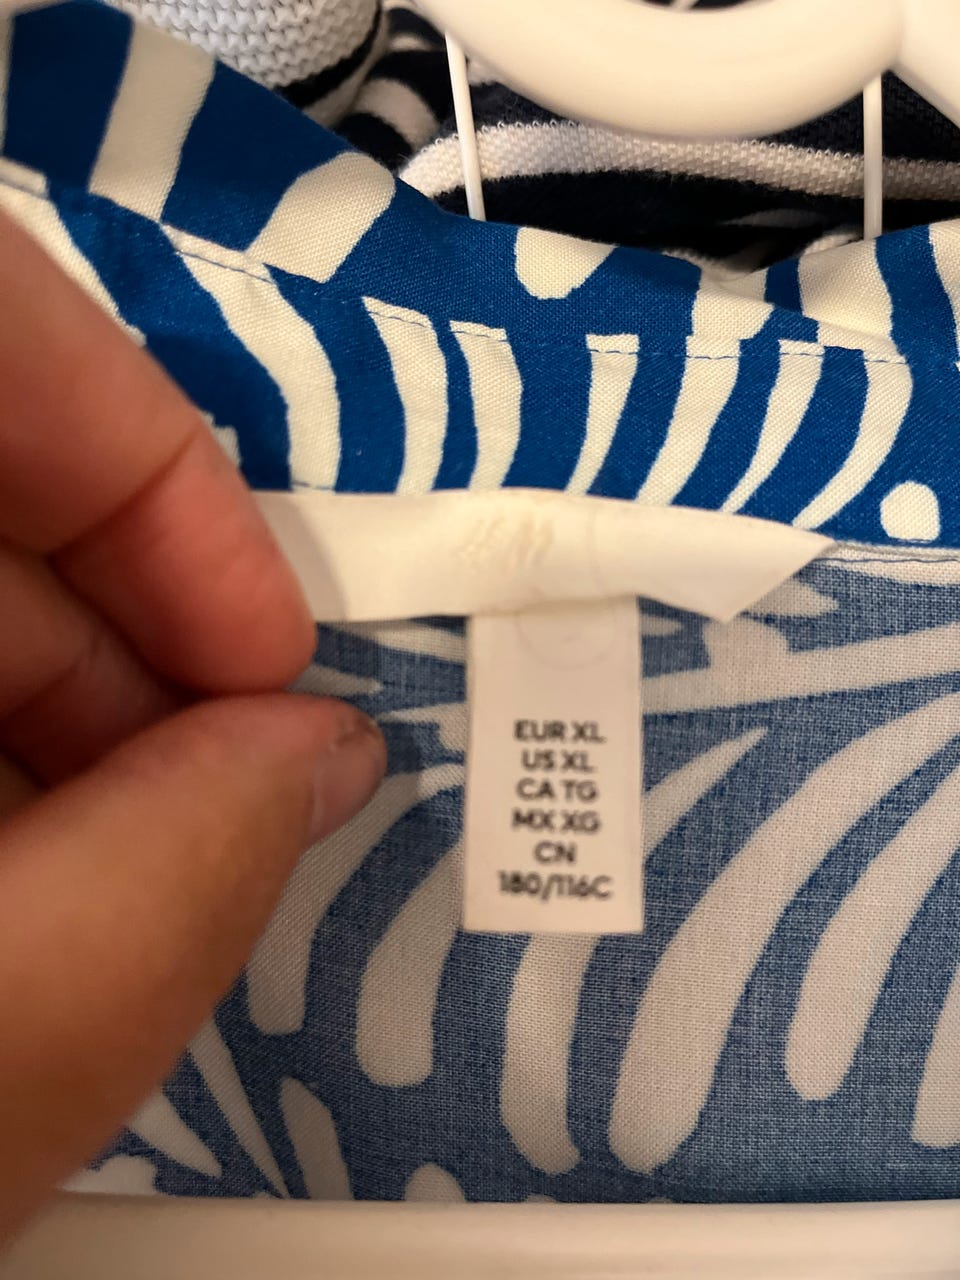 H&M
EUR XL
US XL
CA TG
MX XG
CN
180/116C